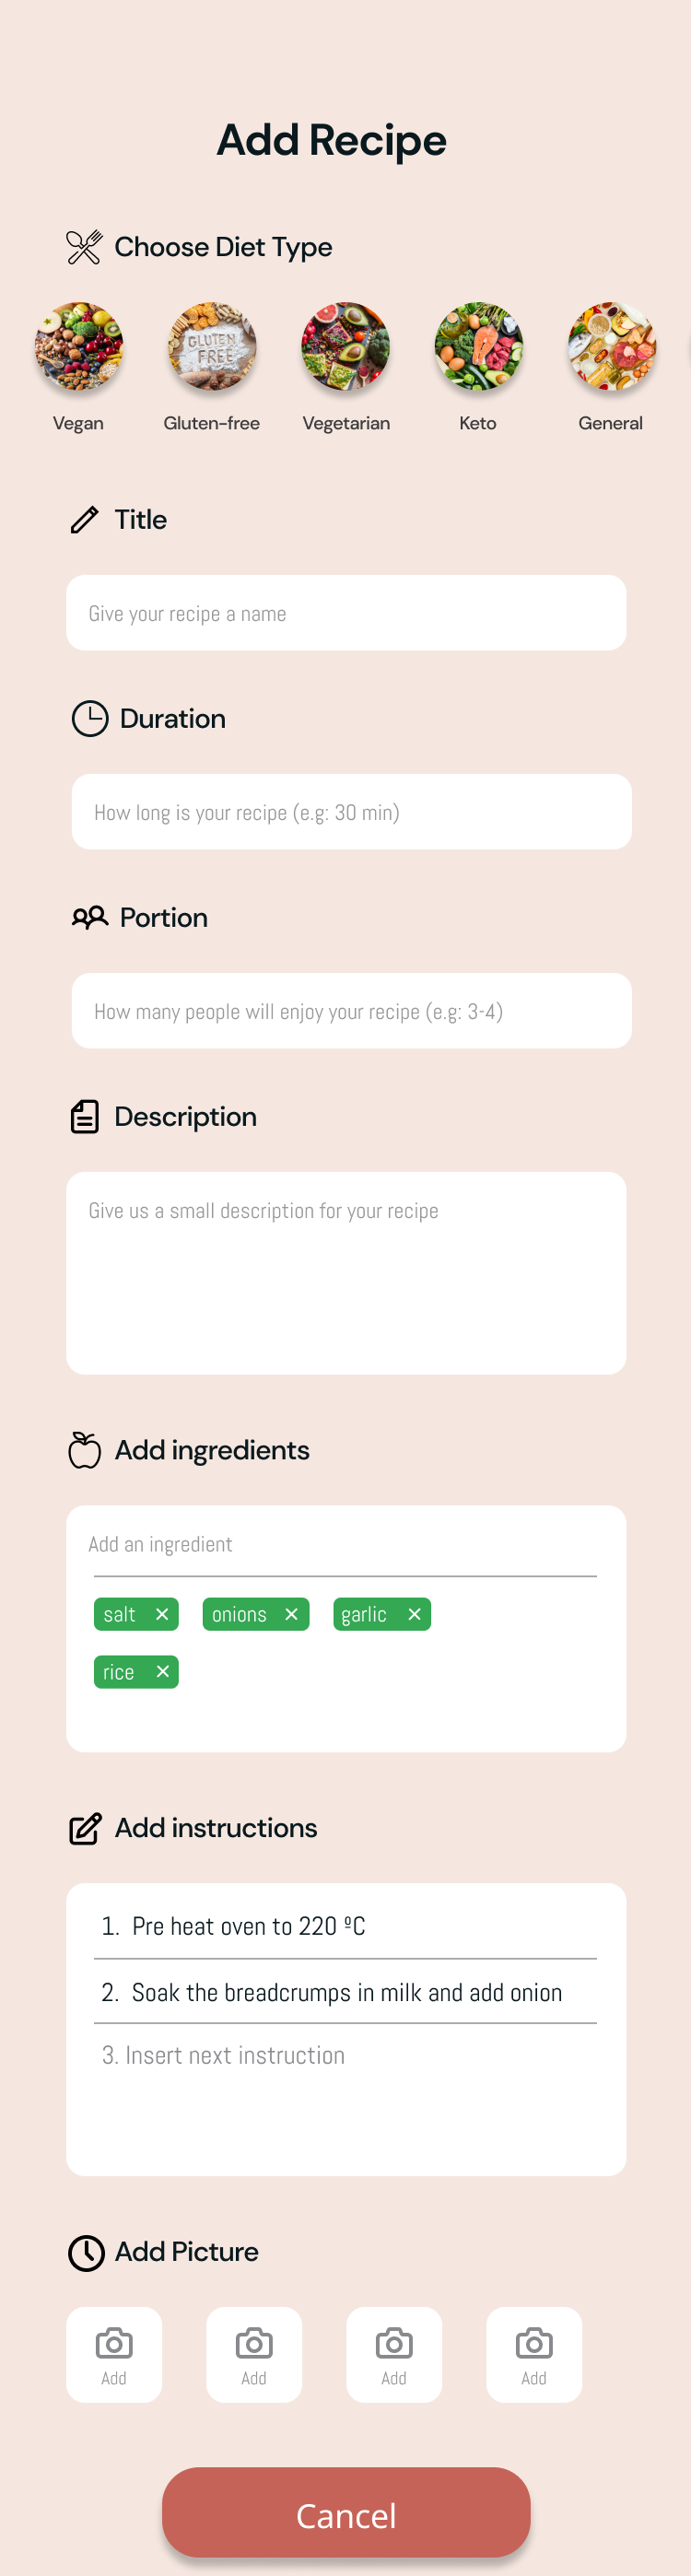 Add Recipe
Choose Diet Type
GLUTEN
FREE
Vegan
Gluten-free
Vegetarian
Keto
General
Title
Give your recipe a name
Duration
How long is your recipe (e.g: 30 min)
Portion
How many people will enjoy your recipe (e.g: 3-4)
Description
Give us a small description for your recipe
Add ingredients
Add an ingredient
salt ×
onions ×
garlic ×
rice ×
Add instructions
1. Pre heat oven to 220 ºC
2. Soak the breadcrumps in milk and add onion
3. Insert next instruction
Add Picture
Add
Add
Add
Add
Cancel